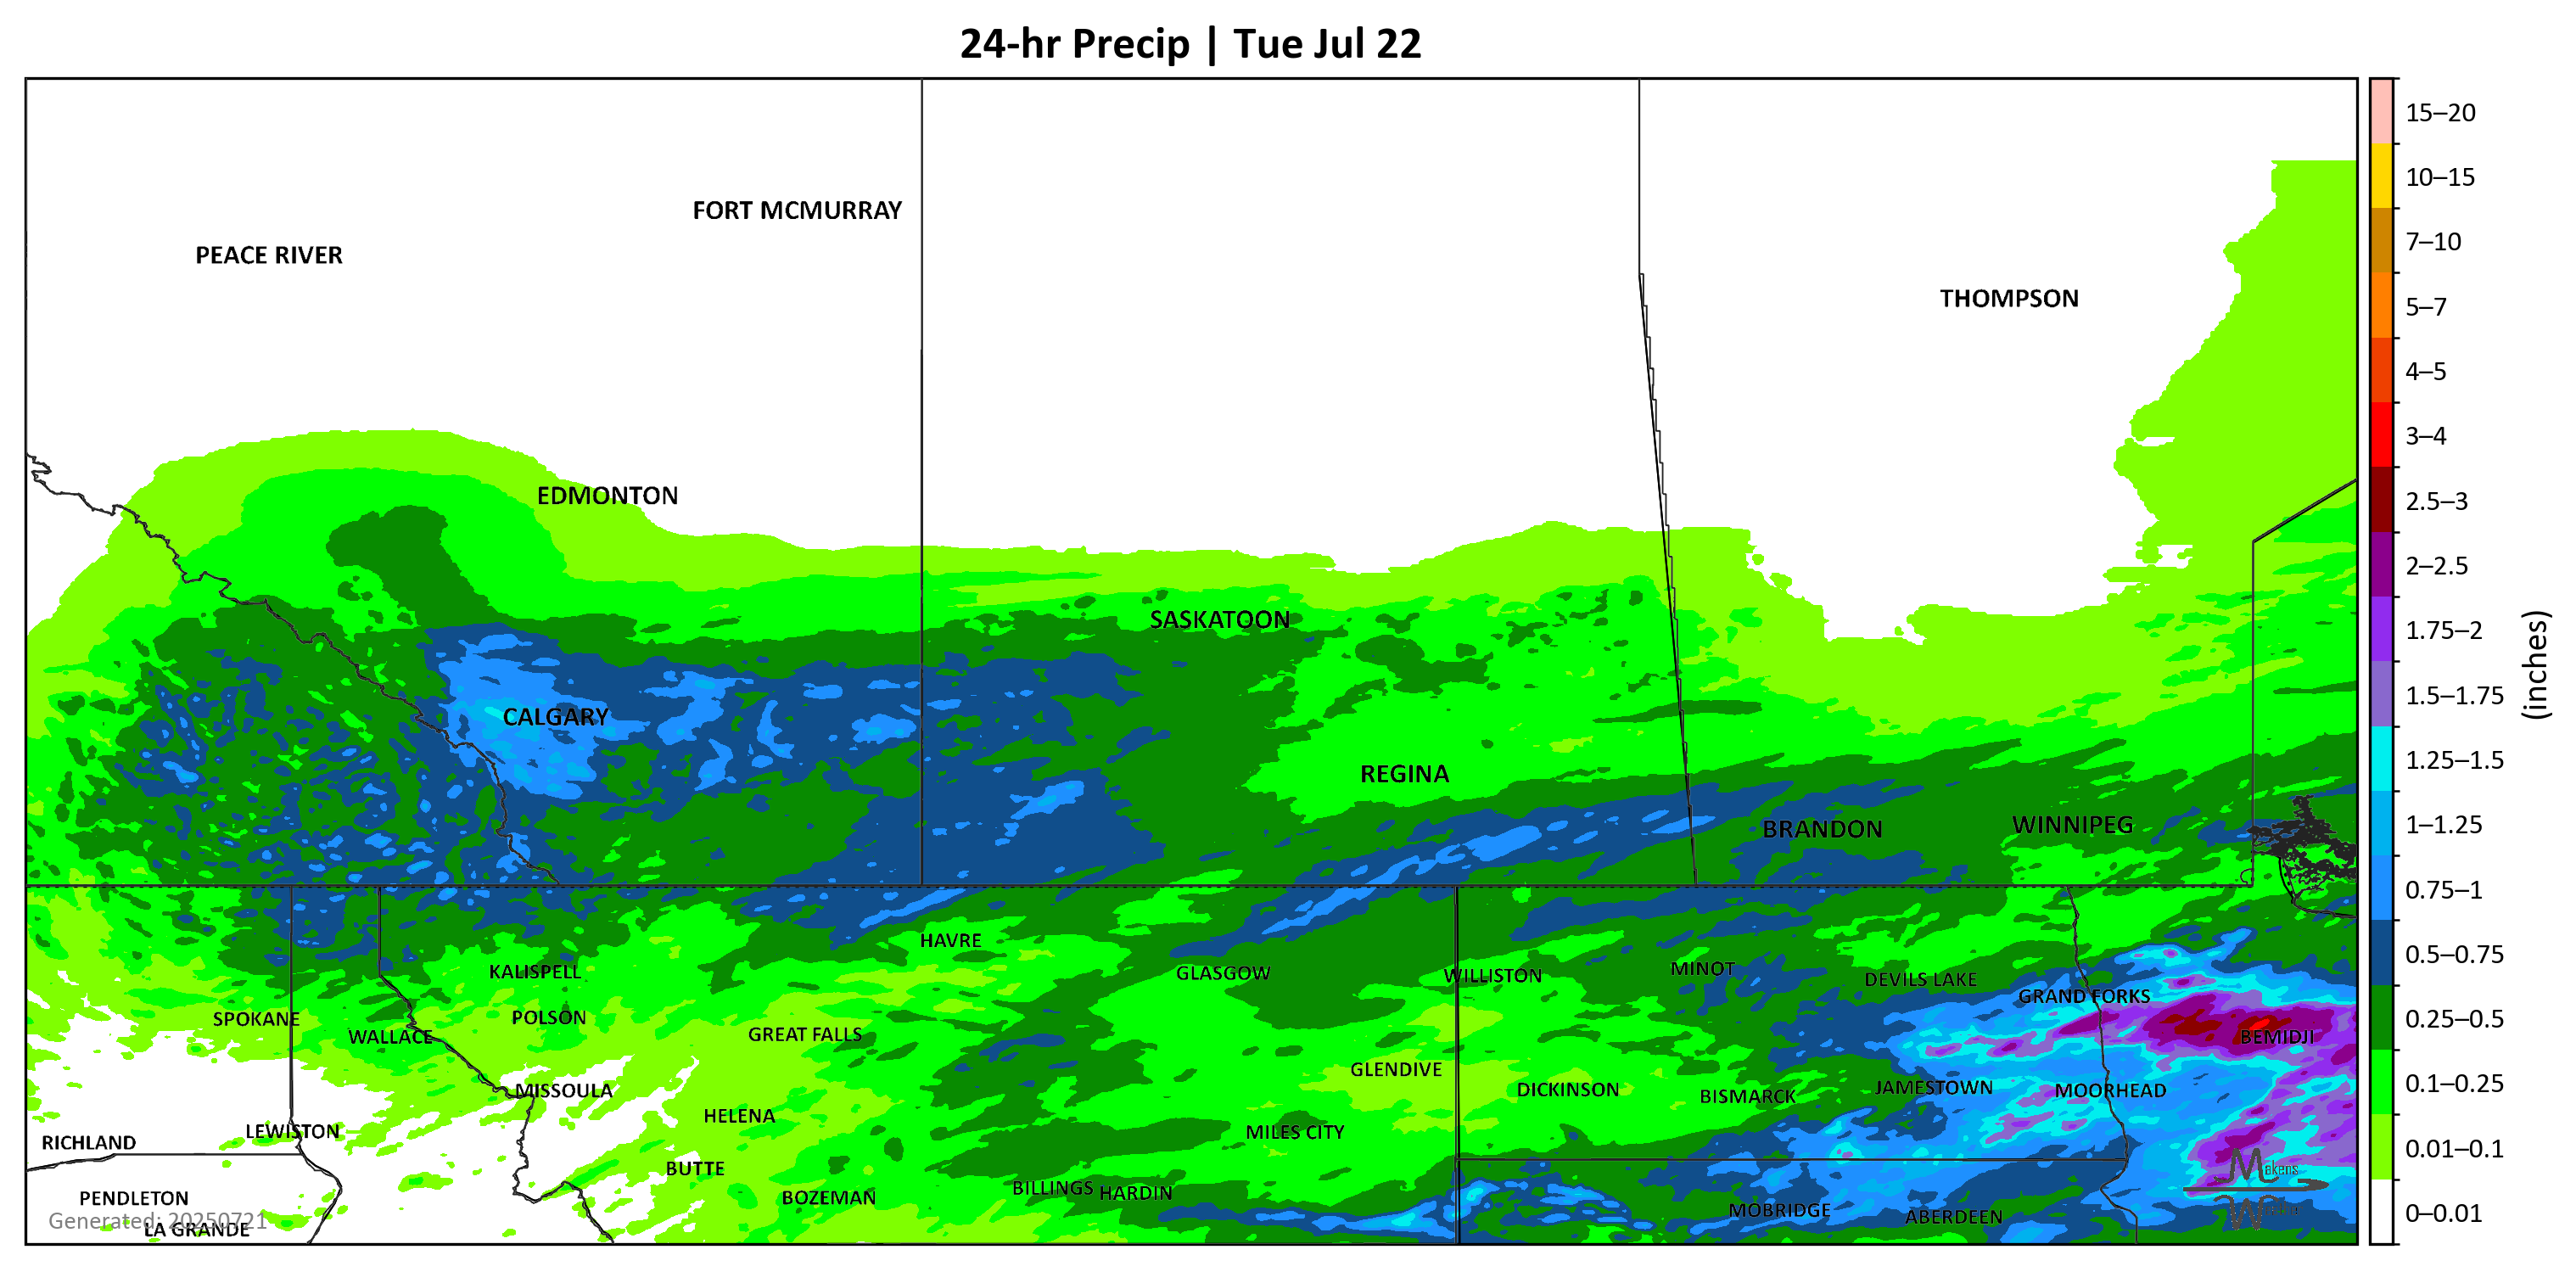 24-hr Precip | Tue Jul 22
FORT MCMURRAY
PEACE RIVER
THOMPSON
EDMONTON
SASKATOON
CALGARY
REGINA
BRANDON
WINNIPEG
HAVRE
KALISPELL
GLASGOW
WILLISTON
MINOT
DEVILS LAKE
GRAND FORKS
SPOKANE
POLSON
WALLACE
GREAT FALLS
BEMIDJI
GLENDIVE
MISSOULA
DICKINSON
BISMARCK
JAMESTOWN
MOORHEAD
HELENA
LEWISTON
RICHLAND
MILES CITY
BUTTE
BILLINGS
HARDIN
PENDLETON
BOZEMAN
MOBRIDGE
ABERDEEN
Generated: 20250721
LA GRANDE
Makens
15–20
10–15
7–10
5–7
4–5
3–4
2.5–3
2–2.5
1.75–2
1.5–1.75
1.25–1.5
1–1.25
0.75–1
0.5–0.75
0.25–0.5
0.1–0.25
0.01–0.1
0–0.01
(inches)